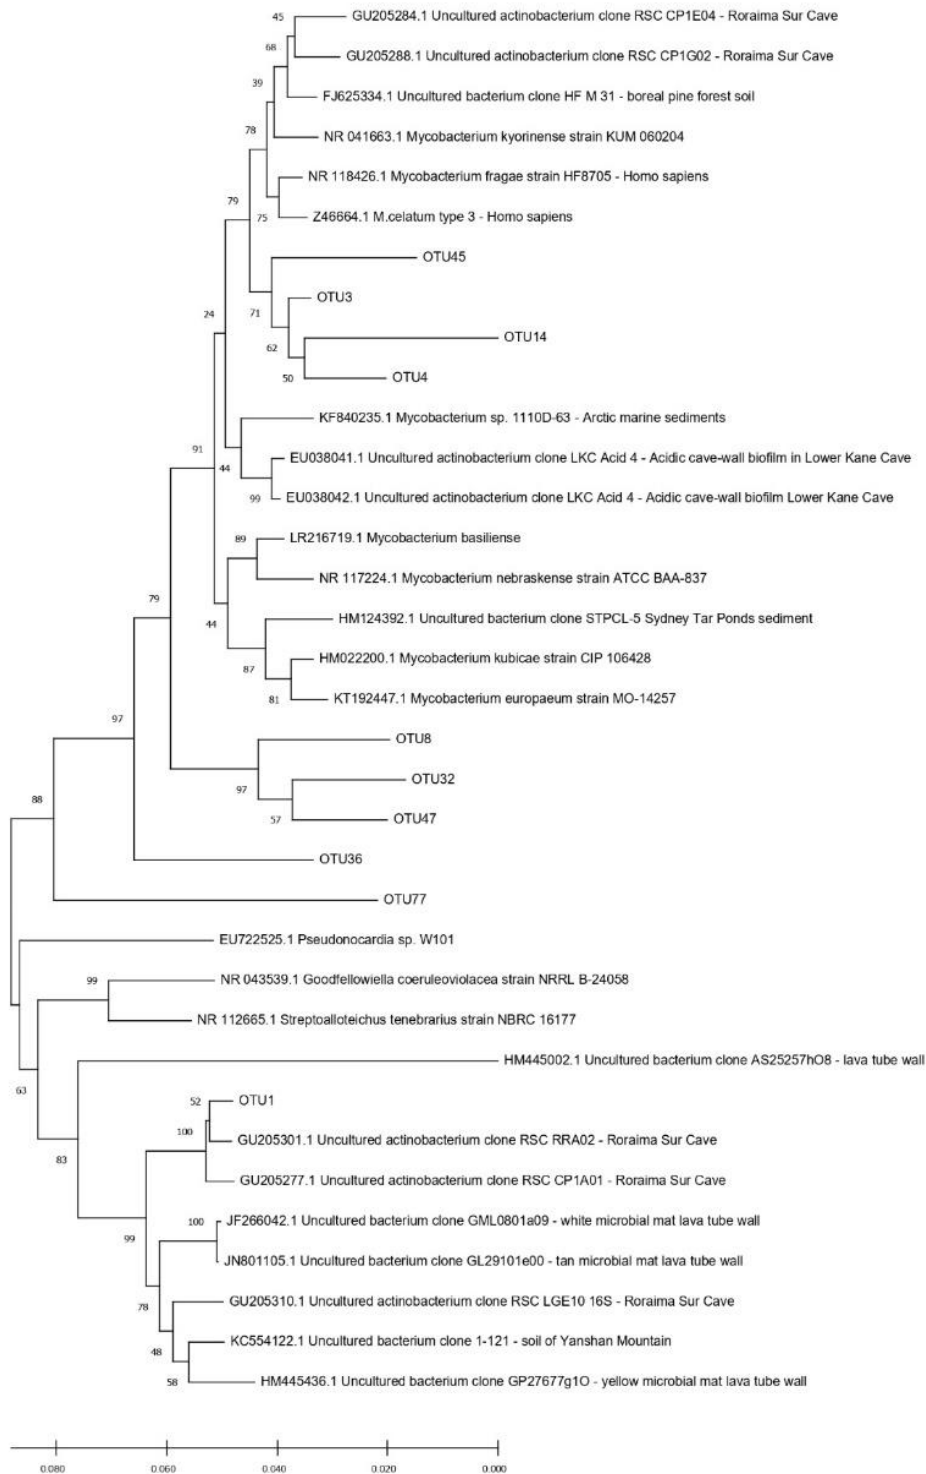 45
GU205284.1 Uncultured actinobacterium clone RSC CP1E04 - Roraima Sur Cave
68
GU205288.1 Uncultured actinobacterium clone RSC CP1G02 - Roraima Sur Cave
39
FJ625334.1 Uncultured bacterium clone HF M 31 - boreal pine forest soil
78
NR 041663.1 Mycobacterium kyorinense strain KUM 060204
NR 118426.1 Mycobacterium fragae strain HF8705 - Homo sapiens
79
75
Z46664.1 M.celatum type 3 - Homo sapiens
OTU45
OTU3
24
71
OTU14
62
50
OTU4
KF840235.1 Mycobacterium sp. 1110D-63 - Arctic marine sediments
91
44
EU038041.1 Uncultured actinobacterium clone LKC Acid 4 - Acidic cave-wall biofilm in Lower Kane Cave
99
EU038042.1 Uncultured actinobacterium clone LKC Acid 4 - Acidic cave-wall biofilm Lower Kane Cave
89
LR216719.1 Mycobacterium basiliense
NR 117224.1 Mycobacterium nebraskense strain ATCC BAA-837
79
44
HM124392.1 Uncultured bacterium clone STPCL-5 Sydney Tar Ponds sediment
87
HM022200.1 Mycobacterium kubicae strain CIP 106428
81
KT192447.1 Mycobacterium europaeum strain MO-14257
97
OTU8
OTU32
97
57
OTU47
88
OTU36
OTU77
EU722525.1 Pseudonocardia sp. W101
99
NR 043539.1 Goodfellowiella coeruleoviolacea strain NRRL B-24058
NR 112665.1 Streptoalloteichus tenebrarius strain NBRC 16177
HM445002.1 Uncultured bacterium clone AS25257hO8 - lava tube wall
63
52
OTU1
100
GU205301.1 Uncultured actinobacterium clone RSC RRA02 - Roraima Sur Cave
83
GU205277.1 Uncultured actinobacterium clone RSC CP1A01 - Roraima Sur Cave
100
JF266042.1 Uncultured bacterium clone GML0801a09 - white microbial mat lava tube wall
99
JN801105.1 Uncultured bacterium clone GL29101e00 - tan microbial mat lava tube wall
78
GU205310.1 Uncultured actinobacterium clone RSC LGE10 16S - Roraima Sur Cave
48
KC554122.1 Uncultured bacterium clone 1-121 - soil of Yanshan Mountain
58
HM445436.1 Uncultured bacterium clone GP27677g1O - yellow microbial mat lava tube wall
0.080 0.060 0.040 0.020 0.000